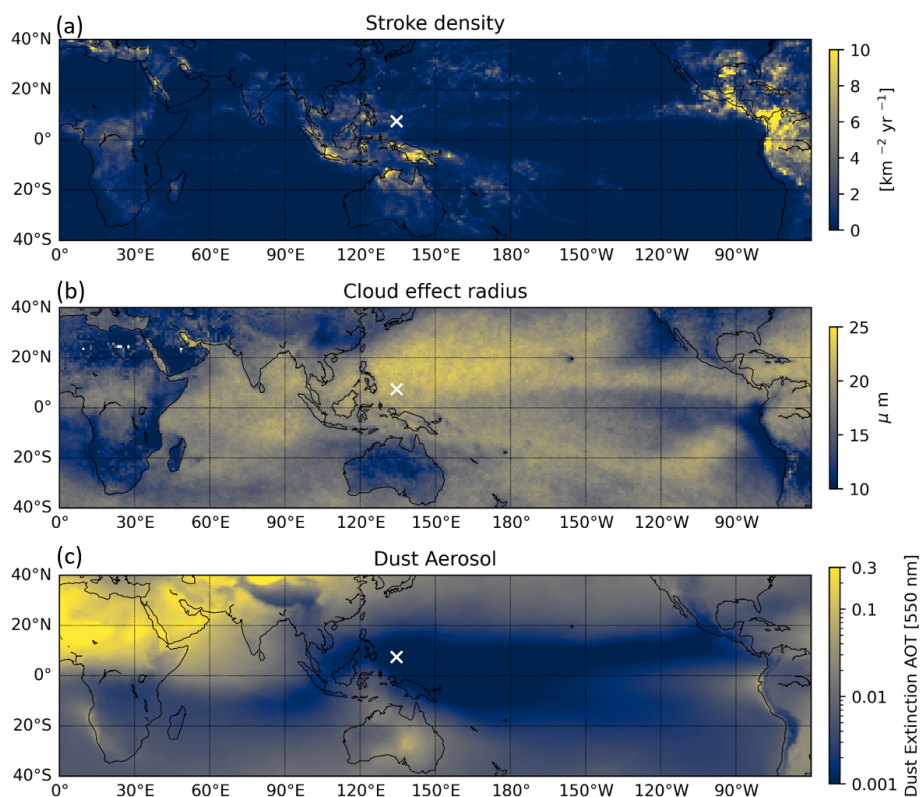 (a) Stroke density
40°N
20°N
0°
20°S
40°S
0° 30°E 60°E 90°E 120°E 150°E 180° 150°W 120°W 90°W
10
8
6
4
2
0
[km⁻² yr⁻¹]
(b) Cloud effect radius
40°N
20°N
0°
20°S
40°S
0° 30°E 60°E 90°E 120°E 150°E 180° 150°W 120°W 90°W
25
20
15
10
μ m
(c) Dust Aerosol
40°N
20°N
0°
20°S
40°S
0° 30°E 60°E 90°E 120°E 150°E 180° 150°W 120°W 90°W
0.3
0.1
0.01
0.001
Dust Extinction AOT [550 nm]